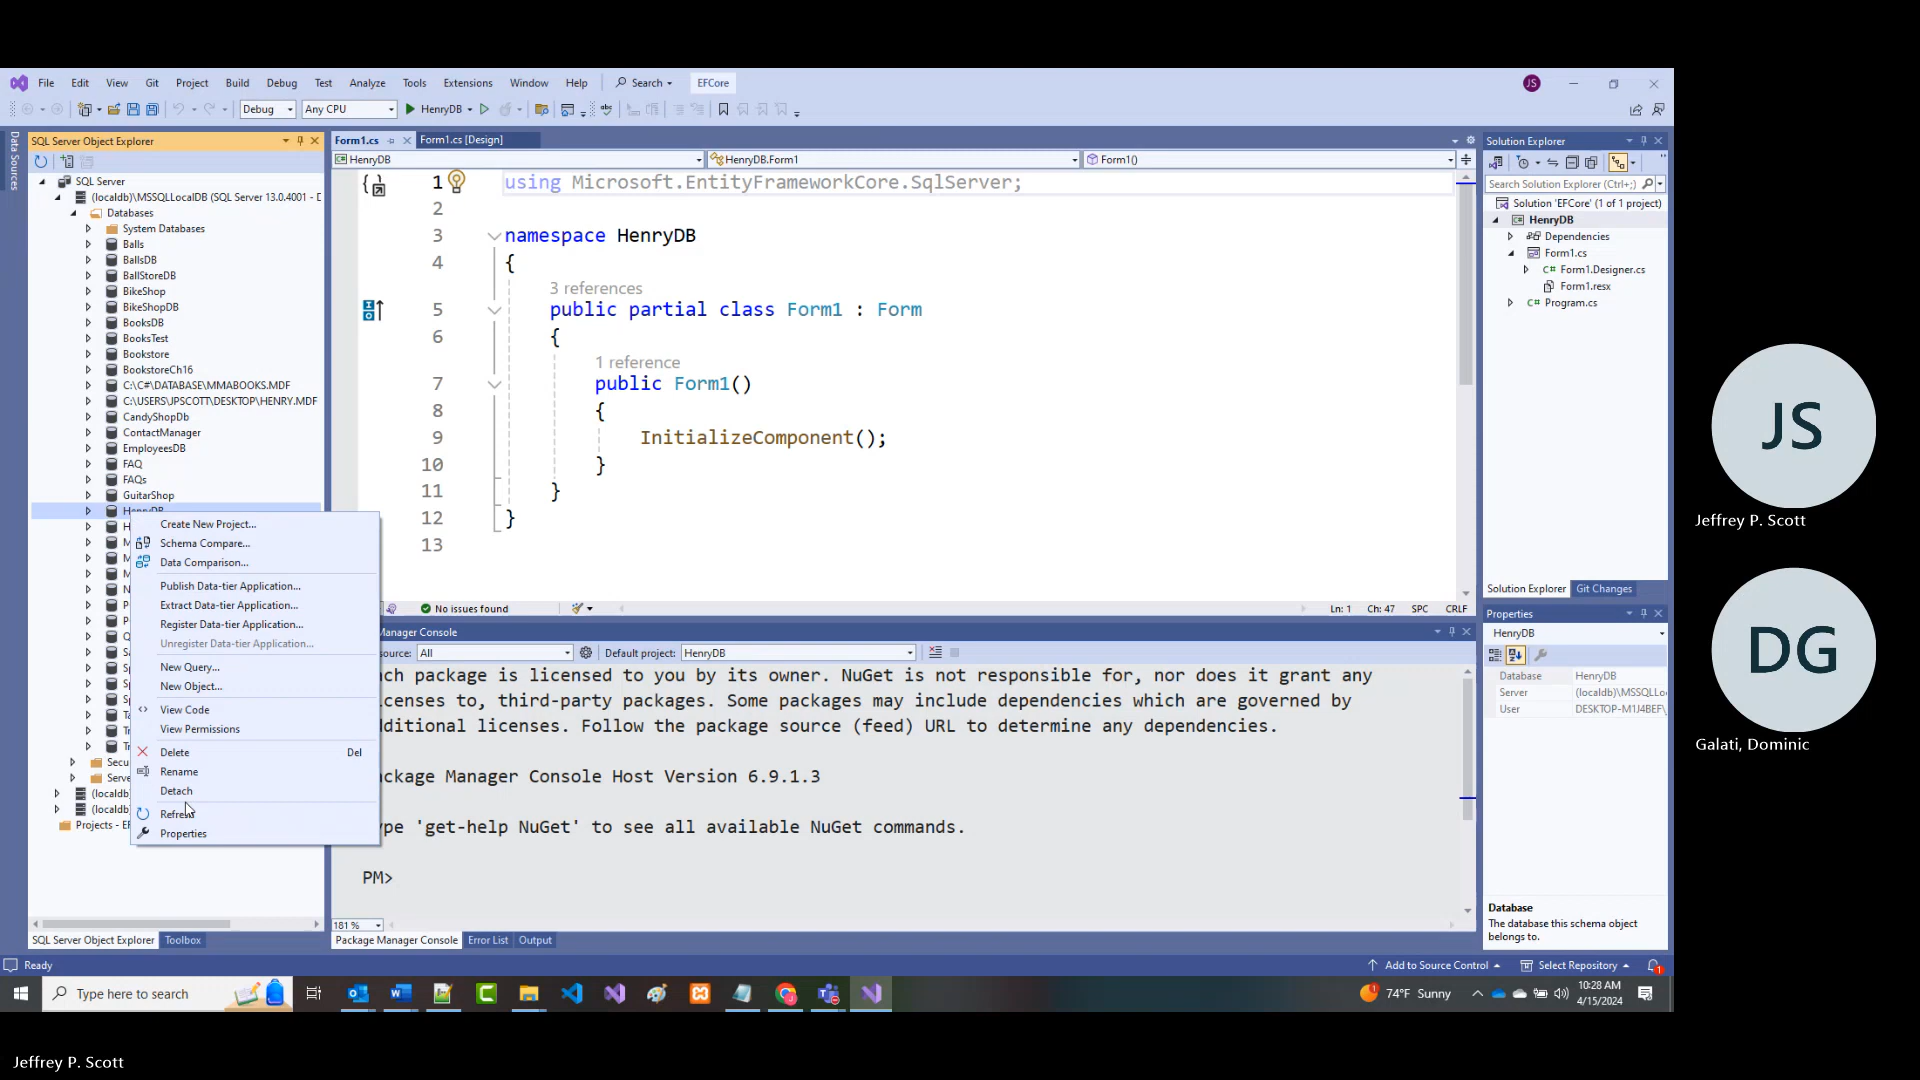 File Edit View Git Project Build Debug Test Analyze Tools Extensions Window Help Search EFCore JS
Debug Any CPU HenryDB
Data Sources
SQL Server Object Explorer
SQL Server
(localdb)\MSSQLLocalDB (SQL Server 13.0.4001 - D
Databases
System Databases
Balls
BallsDB
BallStoreDB
BikeShop
BikeShopDB
BooksDB
BooksTest
Bookstore
BookstoreCh16
C:\C#\DATABASE\MMABOOKS.MDF
C:\USERS\JPSCOTT\DESKTOP\HENRY.MDF
CandyShopDb
ContactManager
EmployeesDB
FAQ
FAQs
GuitarShop
HenryDB
Secu
Serve
(localdb
(localdb
Projects - EF
Create New Project...
Schema Compare...
Data Comparison...
Publish Data-tier Application...
Extract Data-tier Application...
Register Data-tier Application...
Unregister Data-tier Application...
New Query...
New Object...
View Code
View Permissions
Delete Del
Rename
Detach
Refresh
Properties
SQL Server Object Explorer Toolbox
Form1.cs Form1.cs [Design]
HenryDB HenryDB.Form1 Form1()
1 using Microsoft.EntityFrameworkCore.SqlServer;
2
3 namespace HenryDB
4 {
3 references
5 public partial class Form1 : Form
6 {
1 reference
7 public Form1()
8 {
9 InitializeComponent();
10 }
11 }
12 }
13
No issues found Ln: 1 Ch: 47 SPC CRLF
Manager Console
source: All Default project: HenryDB
ach package is licensed to you by its owner. NuGet is not responsible for, nor does it grant any
icenses to, third-party packages. Some packages may include dependencies which are governed by
dditional licenses. Follow the package source (feed) URL to determine any dependencies.
ackage Manager Console Host Version 6.9.1.3
ype 'get-help NuGet' to see all available NuGet commands.
PM>
181 %
Package Manager Console Error List Output
Solution Explorer
Search Solution Explorer (Ctrl+;)
Solution 'EFCore' (1 of 1 project)
HenryDB
Dependencies
Form1.cs
Form1.Designer.cs
Form1.resx
Program.cs
Solution Explorer Git Changes
Properties
HenryDB
Database HenryDB
Server (localdb)\MSSQLLo
User DESKTOP-M1J4BEF\
Database
The database this schema object
belongs to.
Ready Add to Source Control Select Repository 1
Type here to search 74°F Sunny 10:28 AM
4/15/2024
JS
Jeffrey P. Scott
DG
Galati, Dominic
Jeffrey P. Scott